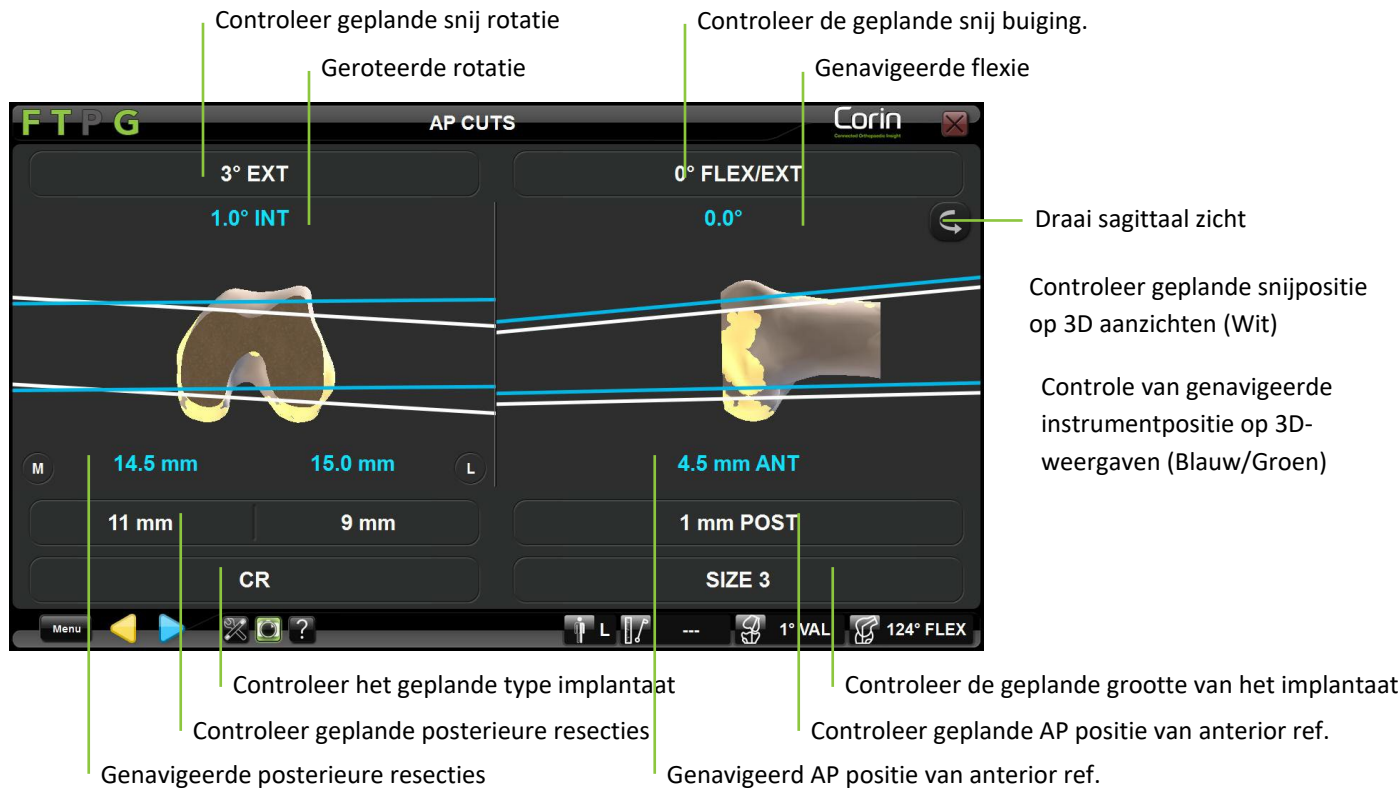 Controleer geplande snij rotatie
Controleer de geplande snij buiging.
Geroteerde rotatie
Genavigeerde flexie
F T P G
AP CUTS
Corin
Connected Orthopaedic Insight
3° EXT
0° FLEX/EXT
1.0° INT
0.0°
Draai sagittaal zicht
Controleer geplande snijpositie
op 3D aanzichten (Wit)
Controle van genavigeerde
instrumentpositie op 3D-
weergaven (Blauw/Groen)
M
14.5 mm
15.0 mm
L
4.5 mm ANT
11 mm
9 mm
1 mm POST
CR
SIZE 3
Menu
?
L
---
1° VAL
124° FLEX
Controleer het geplande type implantaat
Controleer de geplande grootte van het implantaat
Controleer geplande posterieure resecties
Controleer geplande AP positie van anterior ref.
Genavigeerde posterieure resecties
Genavigeerd AP positie van anterior ref.